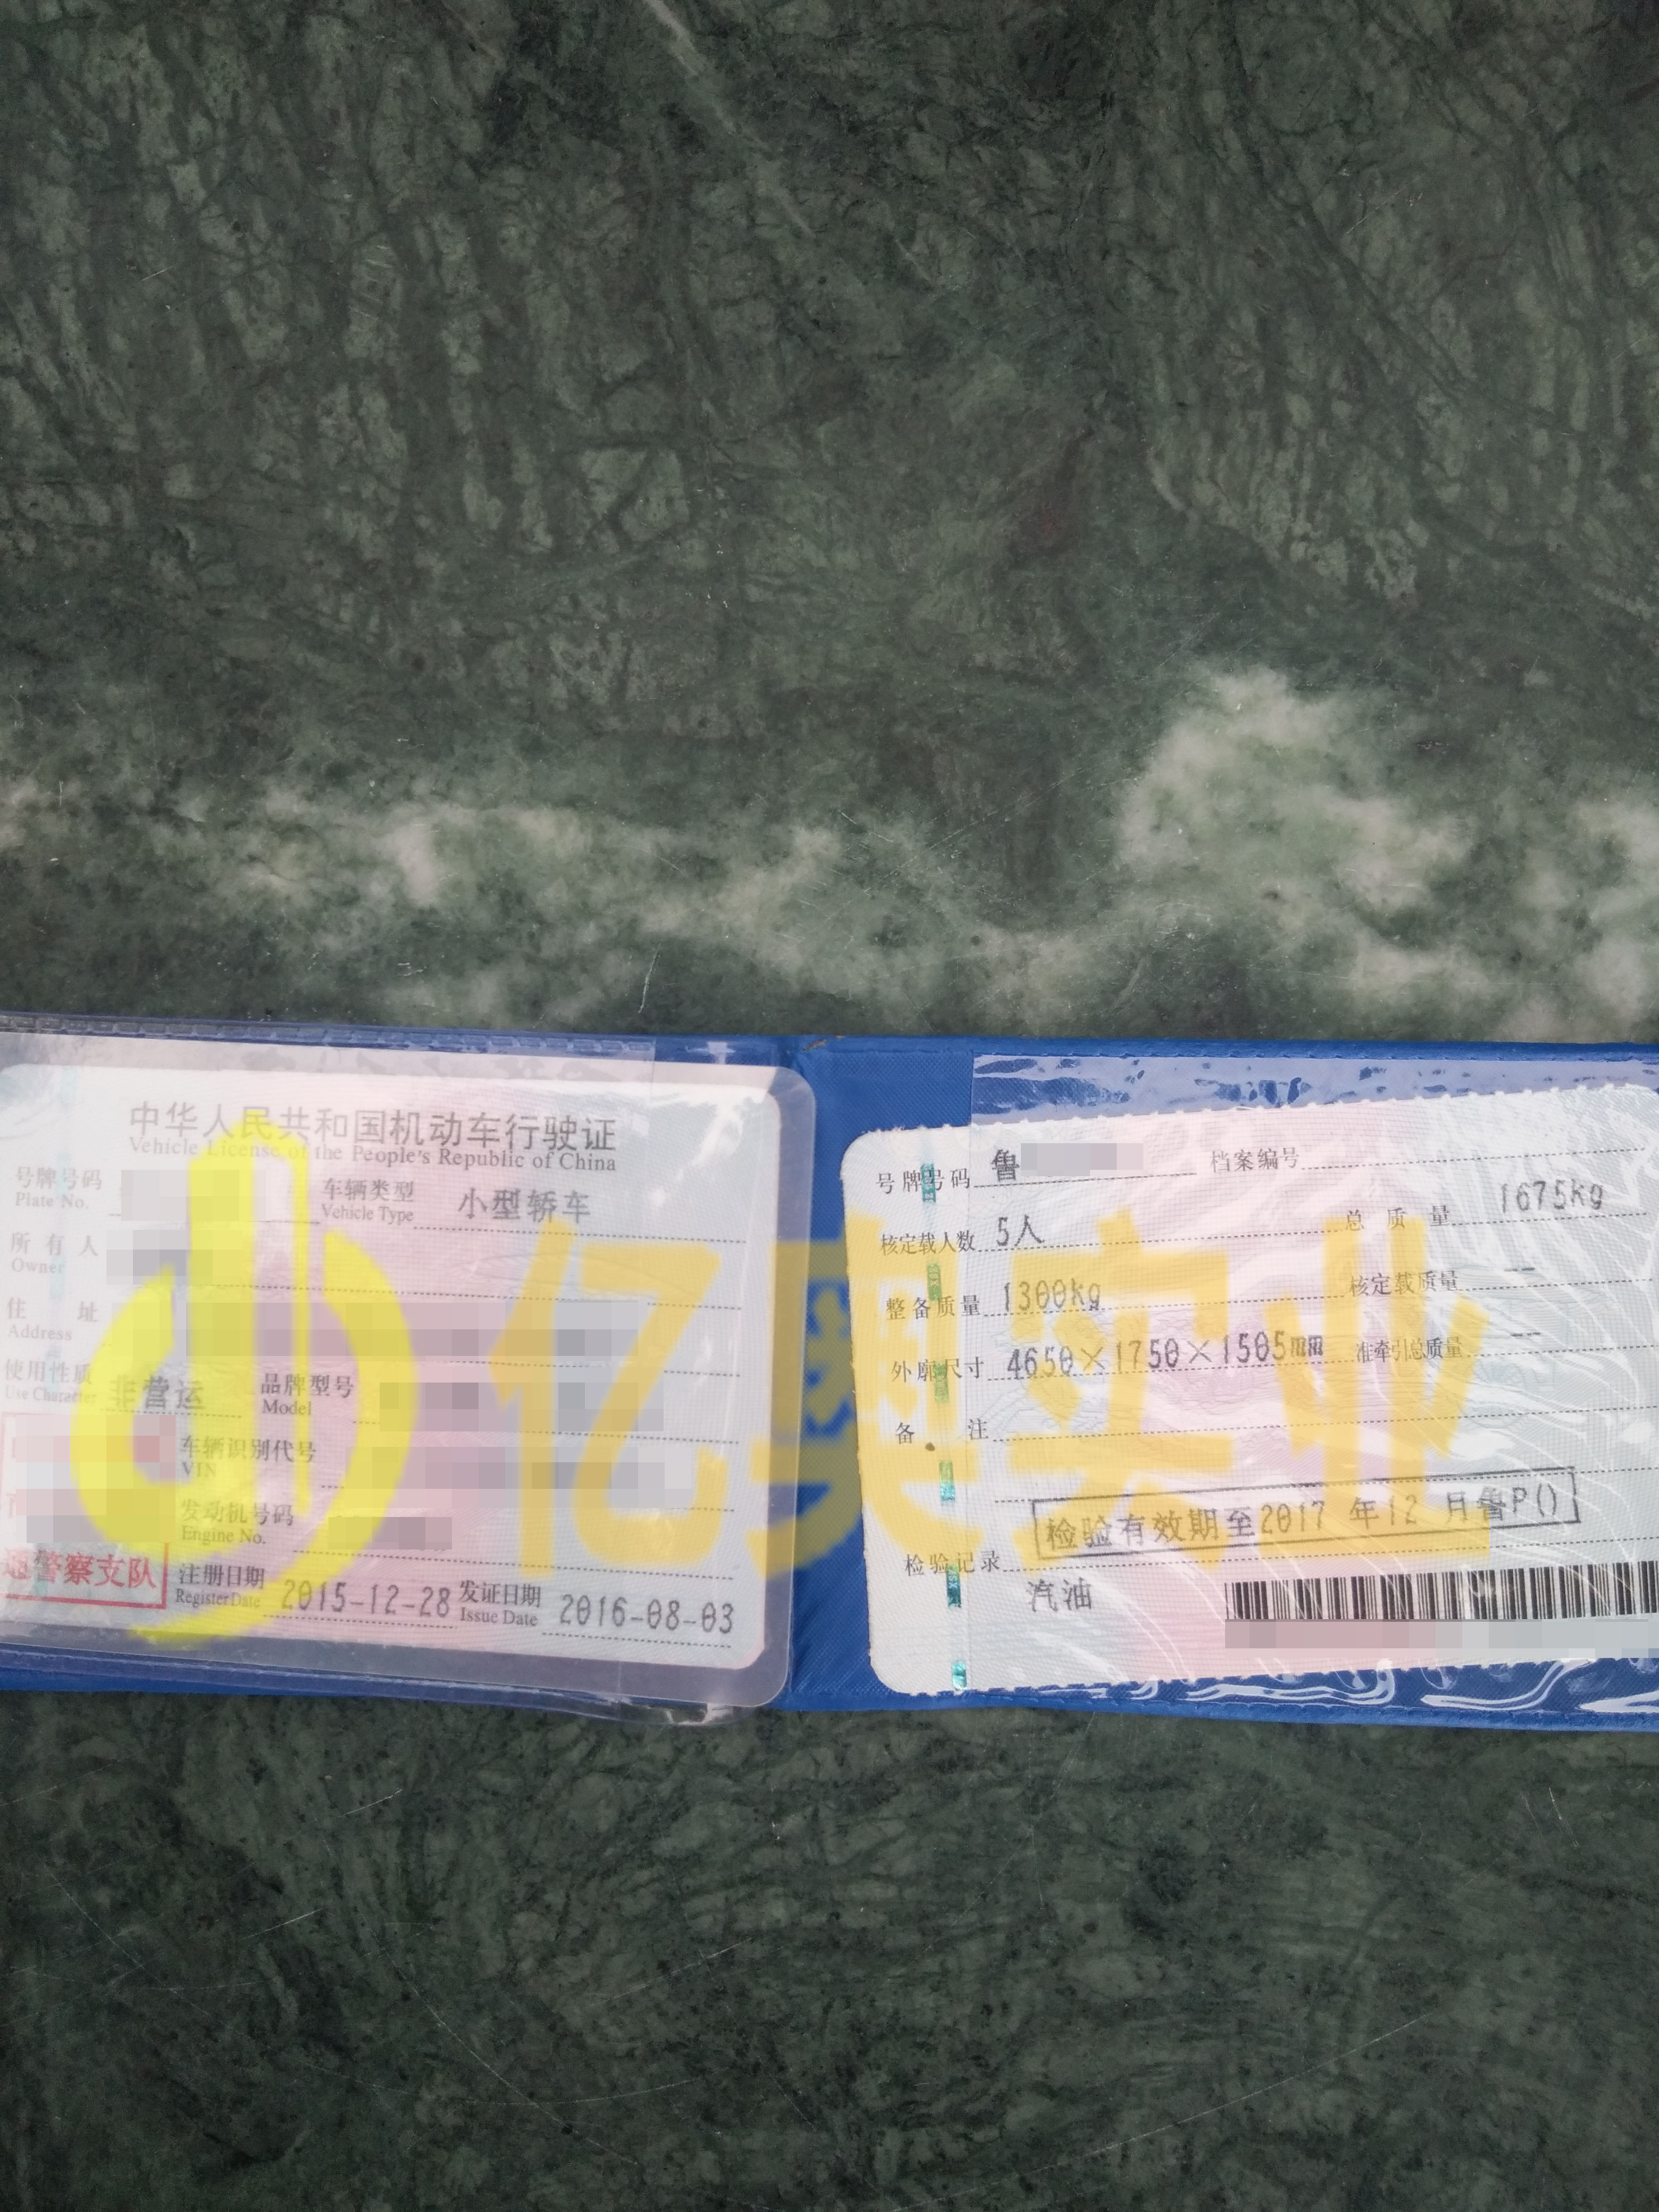 中华人民共和国机动车行驶证
Vehicle License of the People's Republic of China
号牌号码
Plate No.
车辆类型 小型轿车
Vehicle Type
所有人
Owner
住 址
Address
使用性质 非营运
Use Character
品牌型号
Model
车辆识别代号
VIN
发动机号码
Engine No.
警察支队
注册日期 2015-12-28
Register Date
发证日期 2016-08-03
Issue Date
号牌号码 鲁
档案编号
核定载人数 5人
总质量 1675kg
整备质量 1300kg
核定载质量 --
外廓尺寸 4650×1750×1505mm
准牵引总质量 --
备 注
检验有效期至2017 年12 月鲁P()
检验记录
汽油
亿奥实业